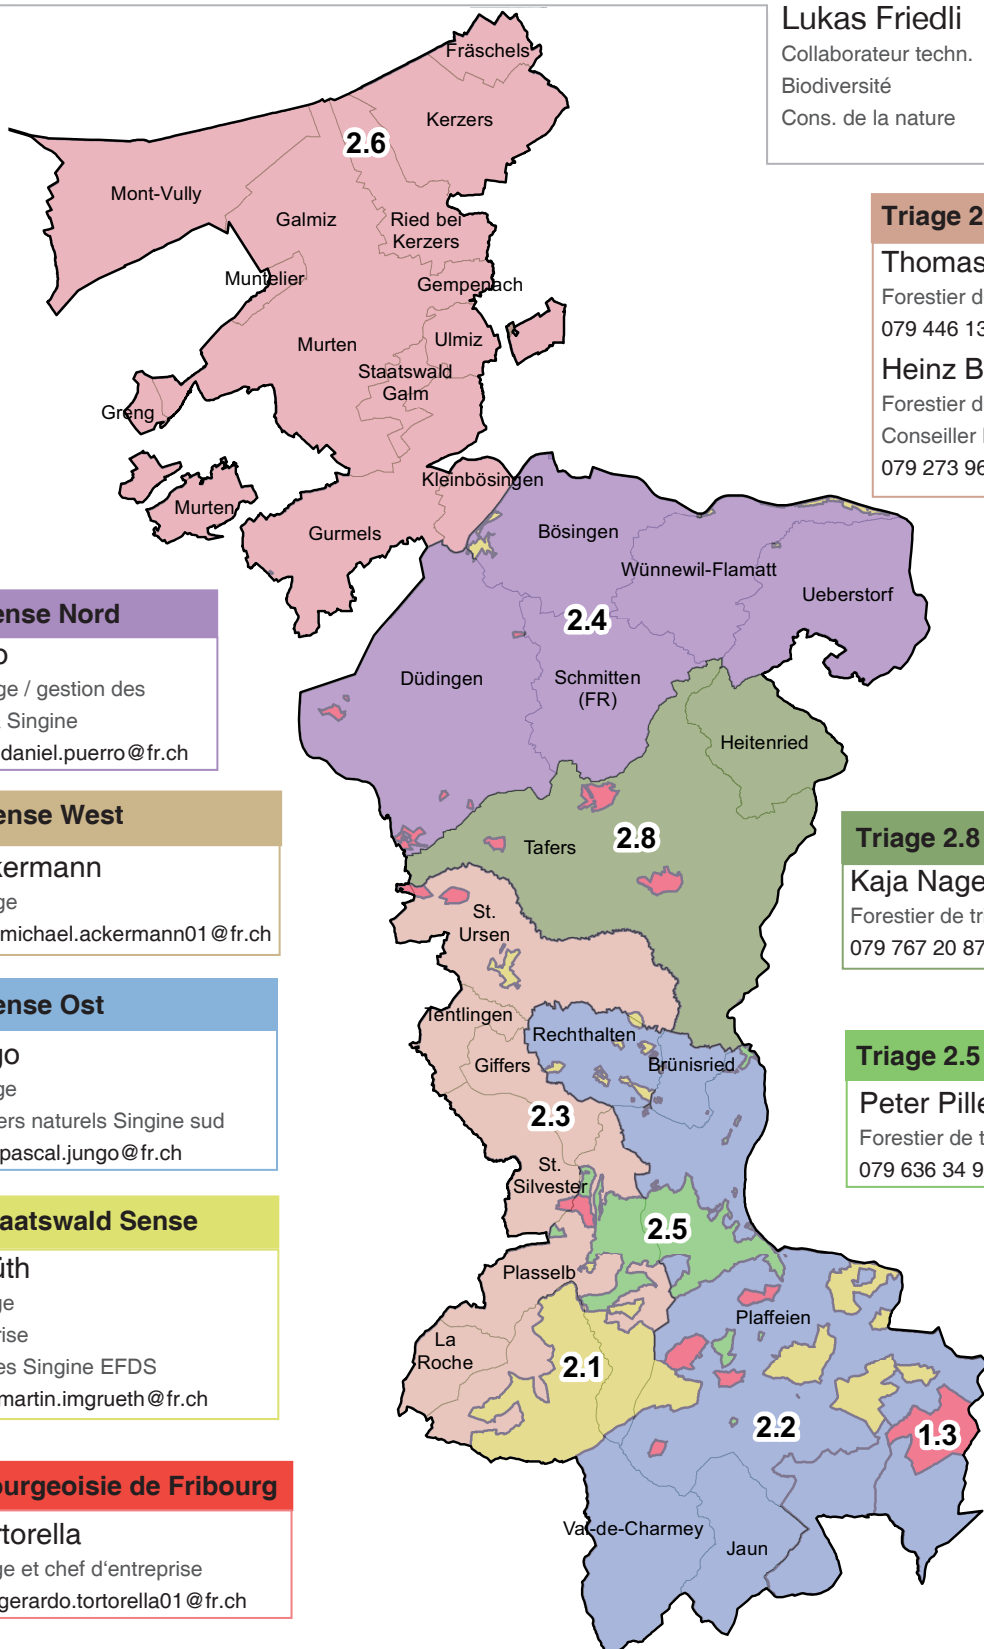 Lukas Friedli
Collaborateur techn.
Biodiversité
Cons. de la nature
Fräschels
Kerzers
2.6
Mont-Vully
Galmiz
Ried bei
Kerzers
Muntelier
Gempenach
Murten
Ulmiz
Staatswald
Galm
Greng
Murten
Kleinbösingen
Gurmels
Triage 2
Thomas
Forestier d
079 446 13
Heinz B
Forestier d
Conseiller
079 273 96
Bösingen
Wünnewil-Flamatt
Ueberstorf
2.4
Düdingen
Schmitten
(FR)
Heitenried
Tafers
2.8
ense Nord
o
ge / gestion des
Singine
daniel.puerro@fr.ch
ense West
kermann
ge
michael.ackermann01@fr.ch
Triage 2.8
Kaja Nage
Forestier de tr
079 767 20 87
St.
Ursen
Tentlingen
Rechthalten
Giffers
Brünisried
2.3
St.
Silvester
2.5
ense Ost
go
ge
ers naturels Singine sud
pascal.jungo@fr.ch
Triage 2.5
Peter Pille
Forestier de t
079 636 34 9
Plasselb
Plaffeien
La
Roche
2.1
2.2
1.3
Val-de-Charmey
Jaun
aatswald Sense
üth
ge
rise
es Singine EFDS
martin.imgrueth@fr.ch
ourgeoisie de Fribourg
rtorella
ge et chef d'entreprise
gerardo.tortorella01@fr.ch